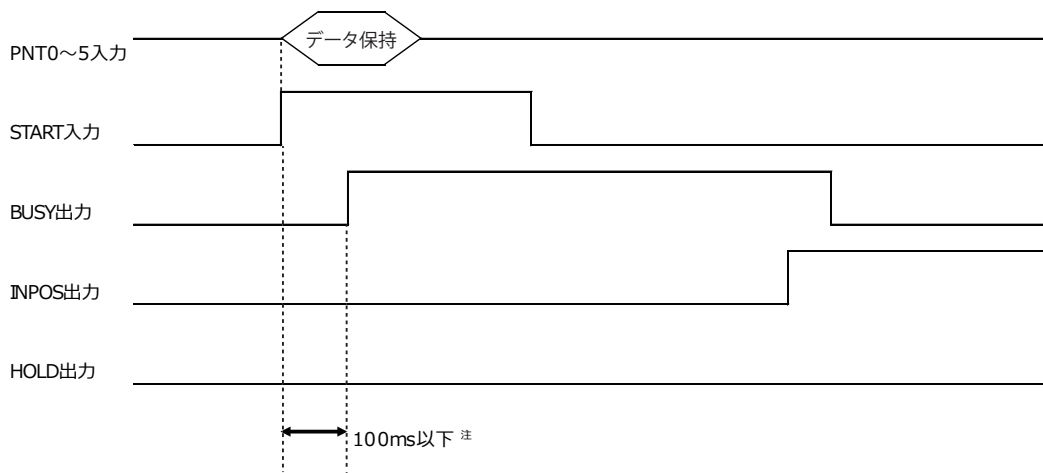 PNT0～5入力
データ保持
START入力
BUSY出力
INPOS出力
HOLD出力
100ms以下 注